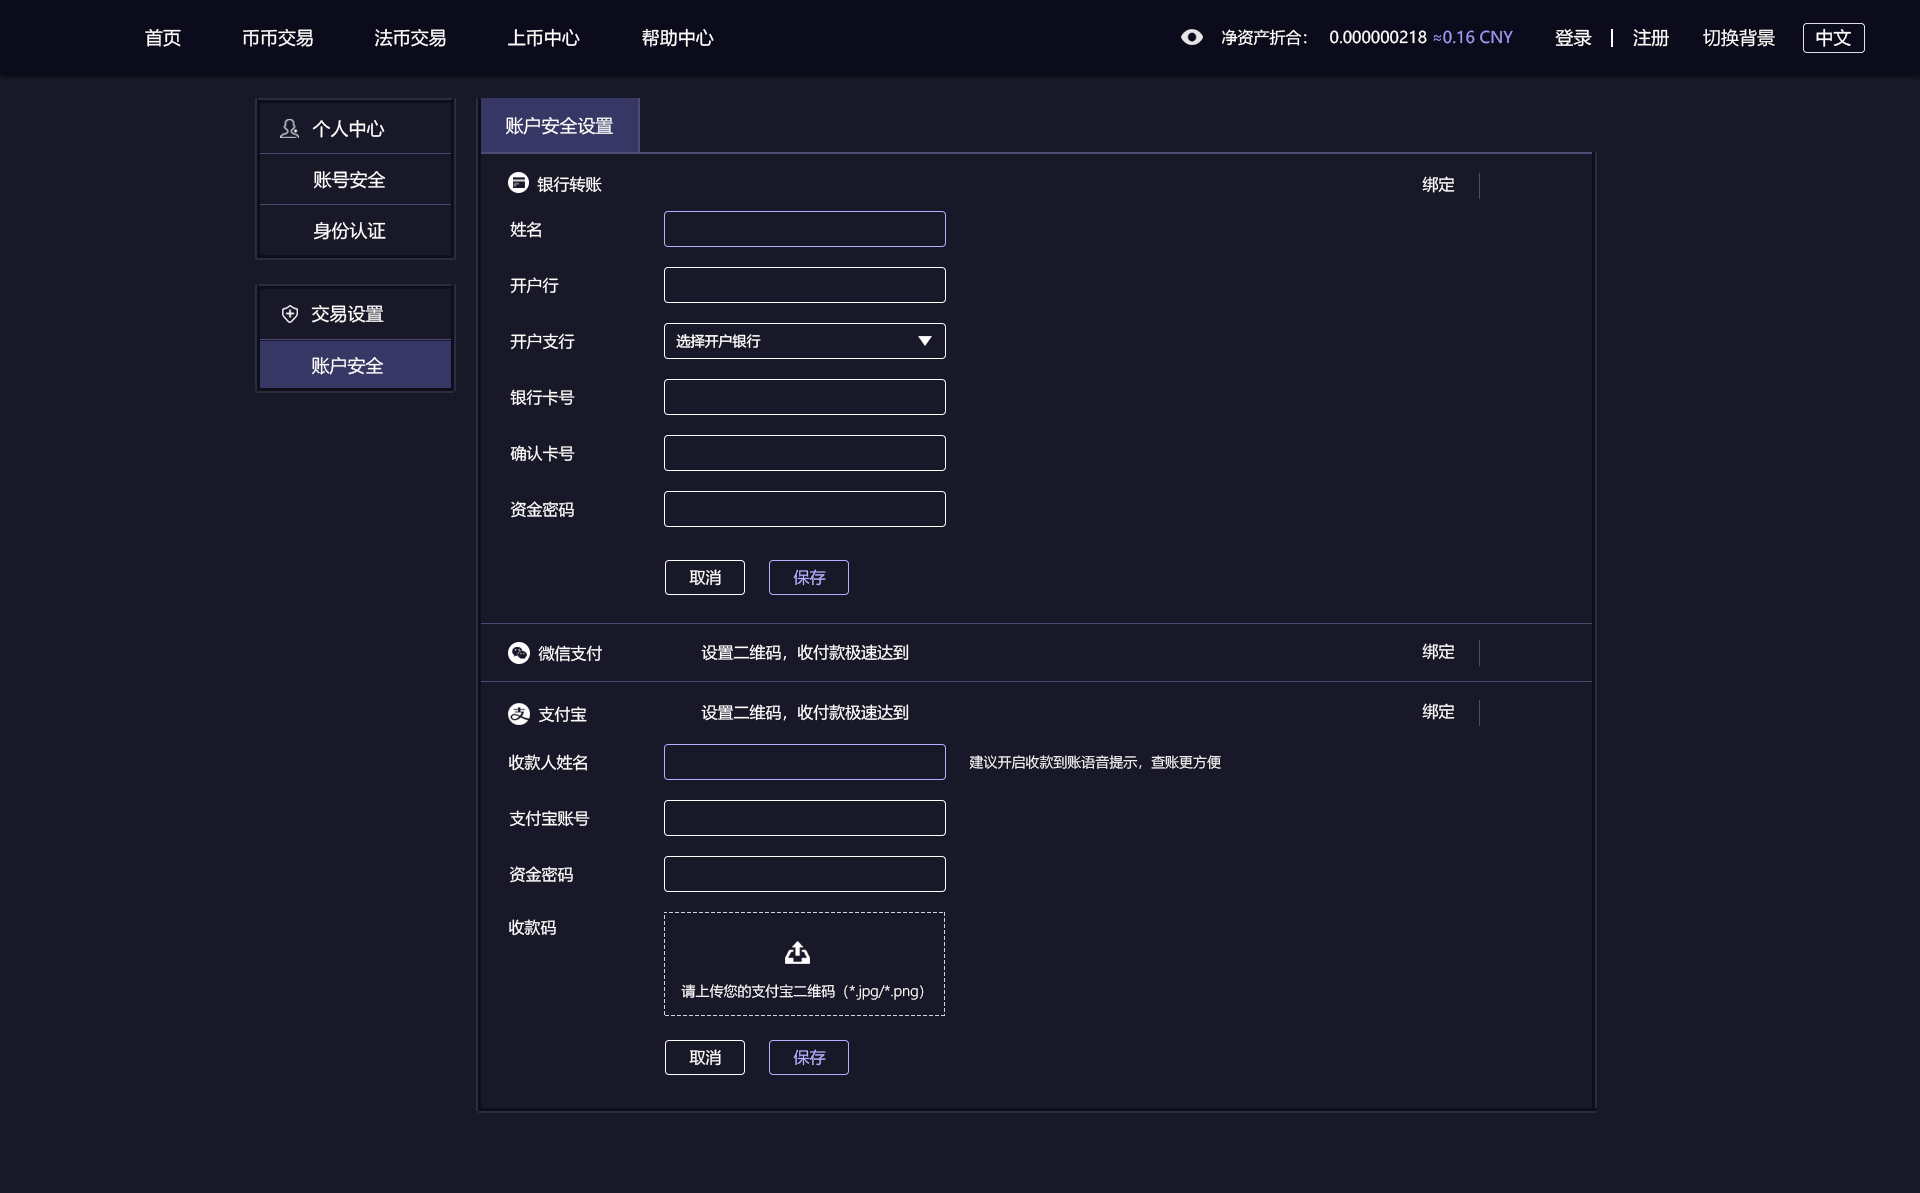 首页 币币交易 法币交易 上币中心 帮助中心 净资产折合： 0.000000218 ≈0.16 CNY 登录 | 注册 切换背景 中文
个人中心
账号安全
身份认证
交易设置
账户安全
账户安全设置
银行转账 绑定
姓名
开户行
开户支行 选择开户银行
银行卡号
确认卡号
资金密码
取消 保存
微信支付 设置二维码，收付款极速达到 绑定
支付宝 设置二维码，收付款极速达到 绑定
收款人姓名 建议开启收款到账语音提示，查账更方便
支付宝账号
资金密码
收款码
请上传您的支付宝二维码（*.jpg/*.png）
取消 保存